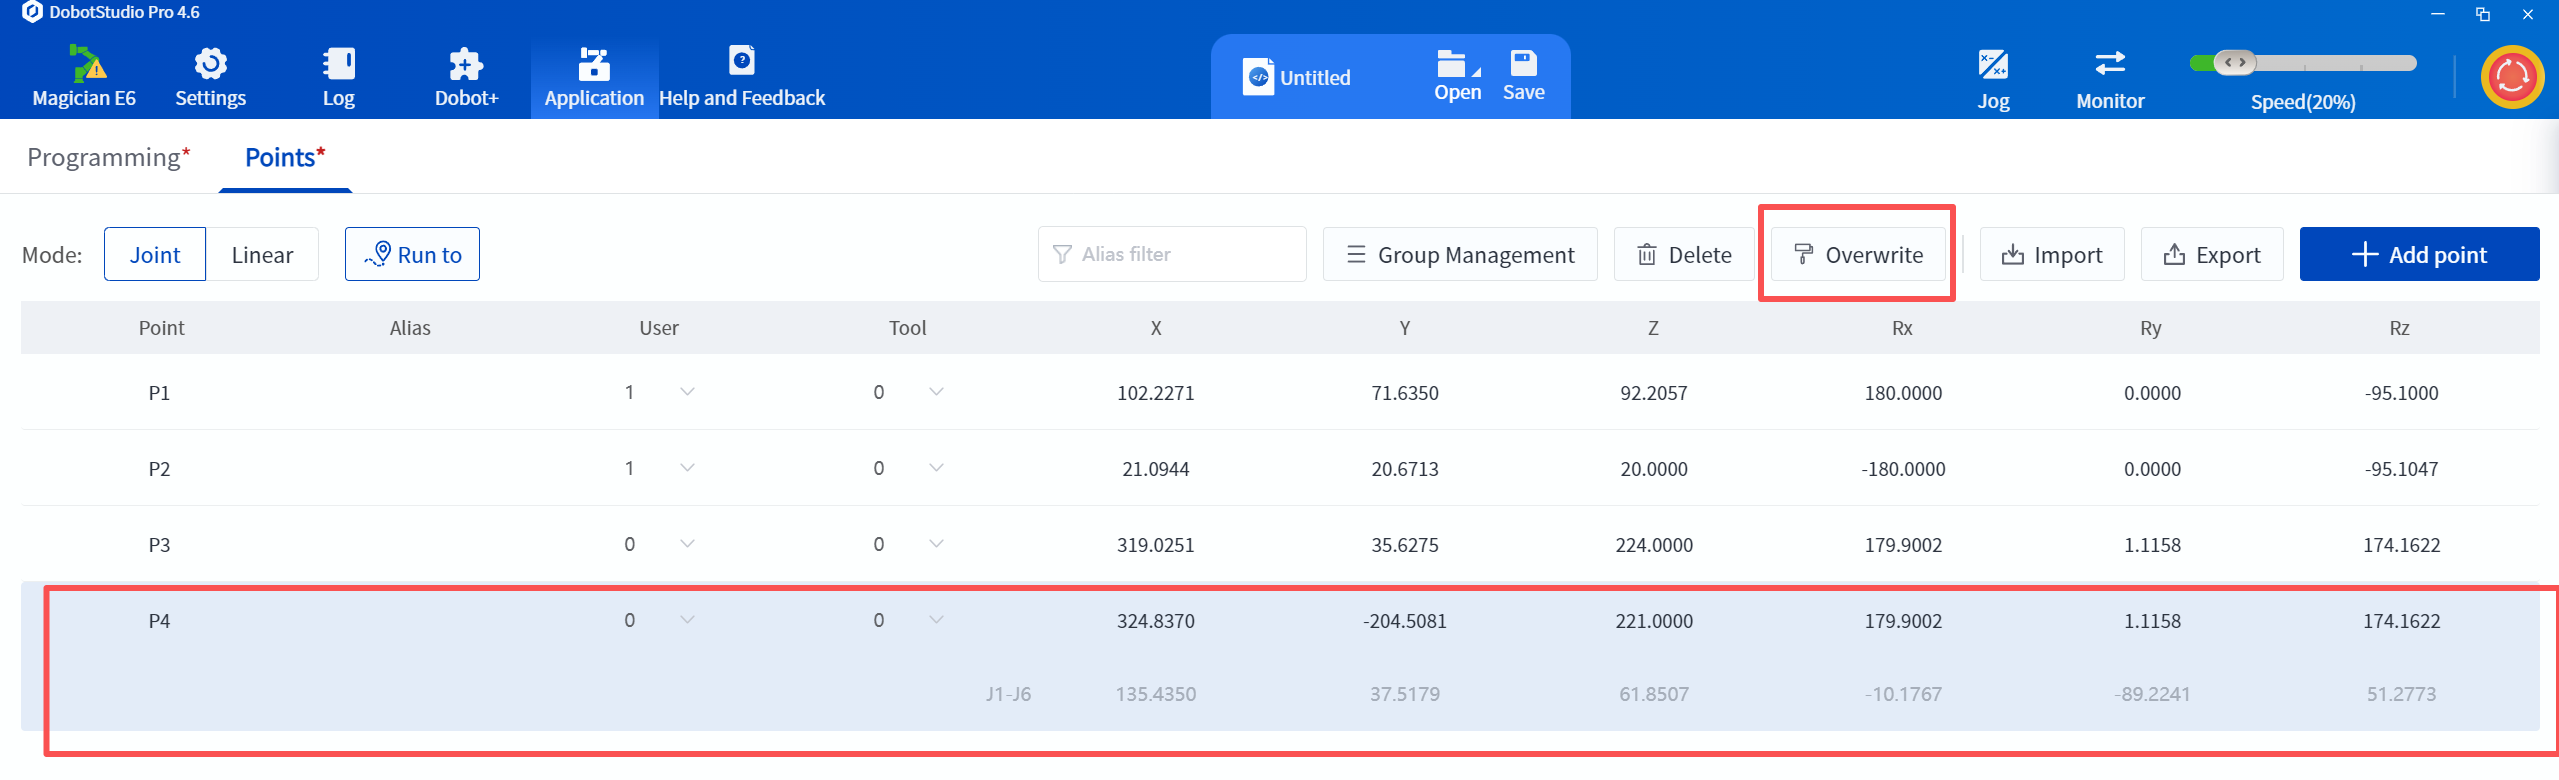 DobotStudio Pro 4.6
Magician E6
Settings
Log
Dobot+
Application
Help and Feedback
Untitled
Open
Save
Jog
Monitor
Speed(20%)
Programming*
Points*
Mode: Joint Linear Run to Alias filter Group Management Delete Overwrite Import Export Add point
Point Alias User Tool X Y Z Rx Ry Rz
P1 1 0 102.2271 71.6350 92.2057 180.0000 0.0000 -95.1000
P2 1 0 21.0944 20.6713 20.0000 -180.0000 0.0000 -95.1047
P3 0 0 319.0251 35.6275 224.0000 179.9002 1.1158 174.1622
P4 0 0 324.8370 -204.5081 221.0000 179.9002 1.1158 174.1622
J1-J6 135.4350 37.5179 61.8507 -10.1767 -89.2241 51.2773